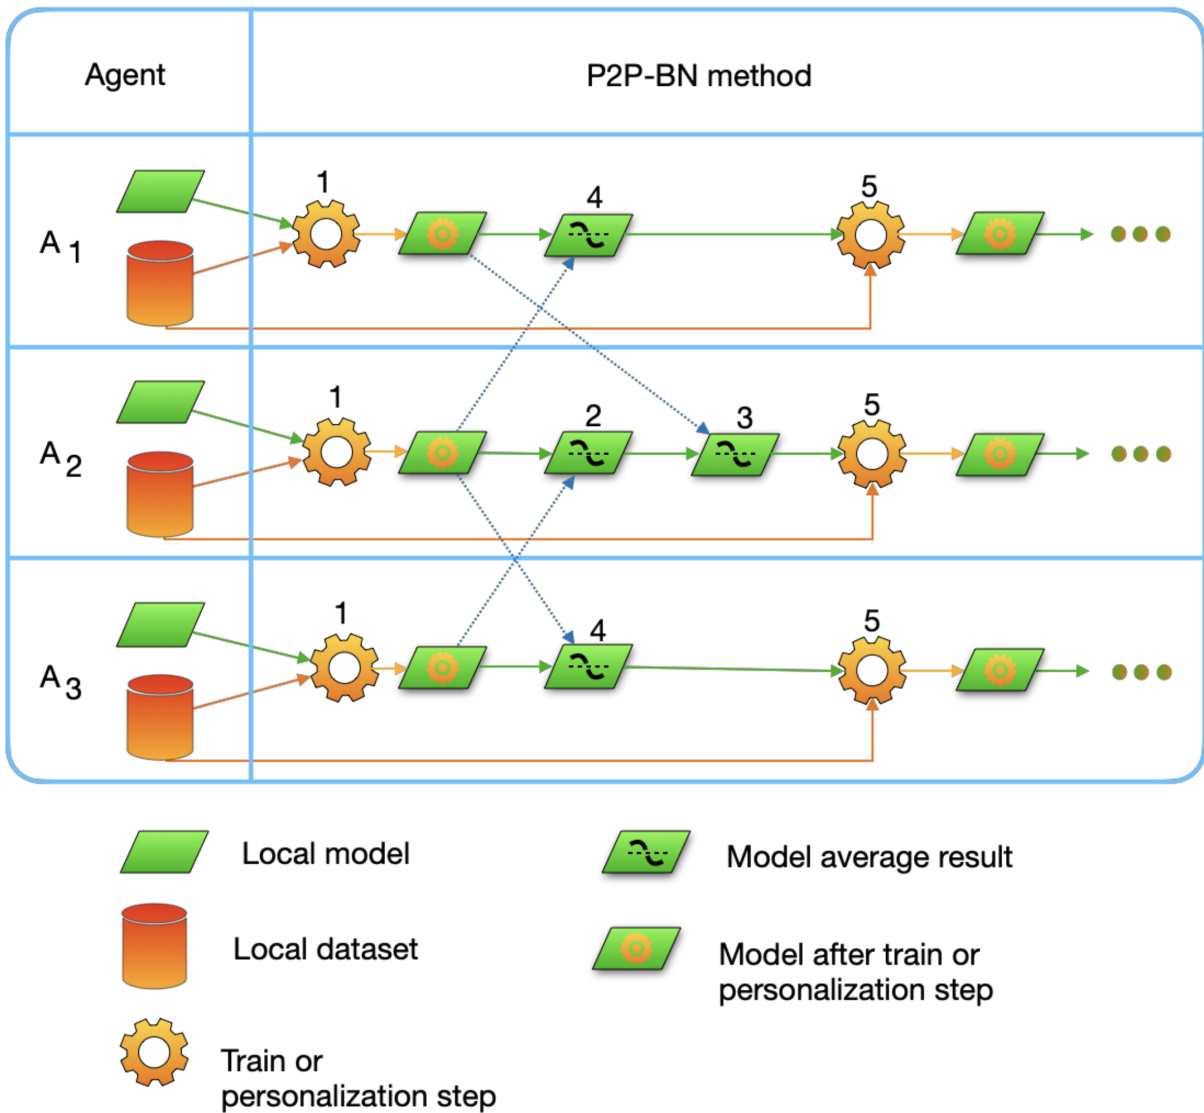 Agent
P2P-BN method
A 1
1
4
5
A 2
1
2
3
5
A 3
1
4
5
Local model
Model average result
Local dataset
Model after train or
personalization step
Train or
personalization step